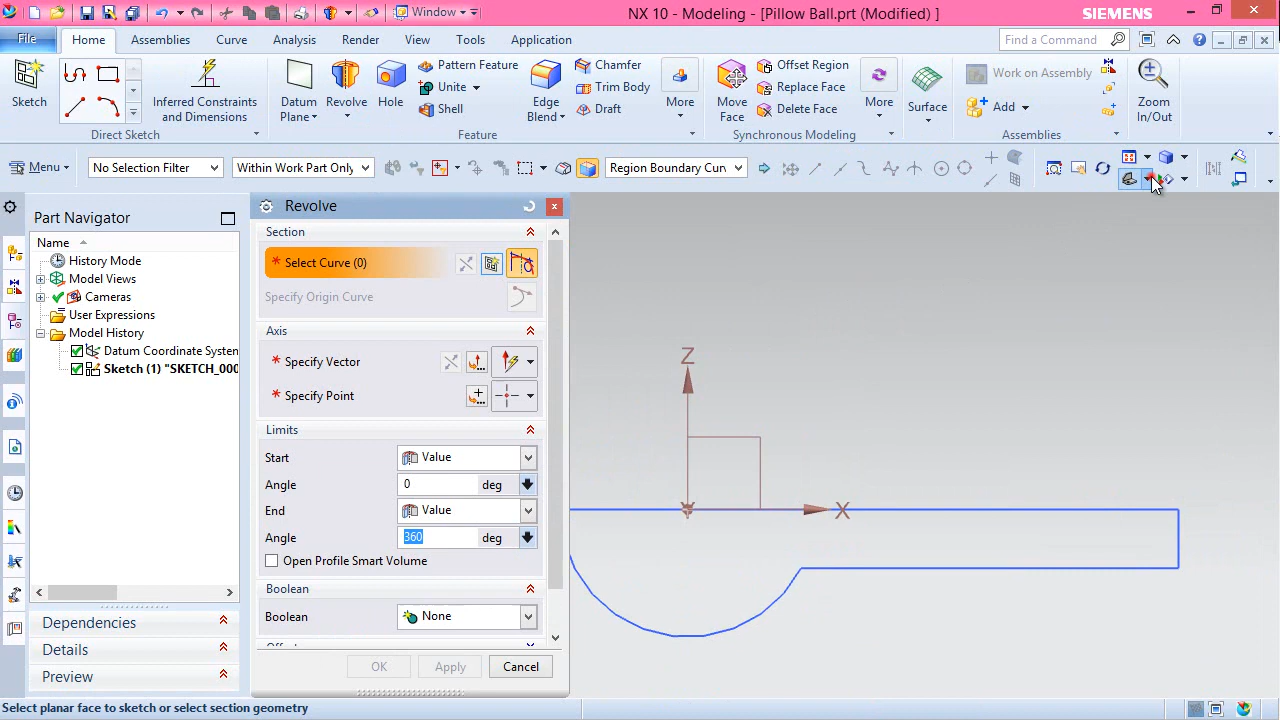 Window
NX 10 - Modeling - [Pillow Ball.prt (Modified) ]
SIEMENS
File
Home
Assemblies
Curve
Analysis
Render
View
Tools
Application
Find a Command
Sketch
Direct Sketch
Inferred Constraints
and Dimensions
Datum
Plane
Revolve
Hole
Pattern Feature
Unite
Shell
Edge
Blend
Chamfer
Trim Body
Draft
More
Feature
Move
Face
Offset Region
Replace Face
Delete Face
More
Synchronous Modeling
Surface
Work on Assembly
Add
Assemblies
Zoom
In/Out
Menu
No Selection Filter
Within Work Part Only
Region Boundary Cur
Part Navigator
Name
History Mode
Model Views
Cameras
User Expressions
Model History
Datum Coordinate System
Sketch (1) "SKETCH_000
Dependencies
Details
Preview
Revolve
Section
* Select Curve (0)
Specify Origin Curve
Axis
* Specify Vector
* Specify Point
Limits
Start
Value
Angle
0
deg
End
Value
Angle
360
deg
Open Profile Smart Volume
Boolean
Boolean
None
OK
Apply
Cancel
Z
Y
X
Select planar face to sketch or select section geometry